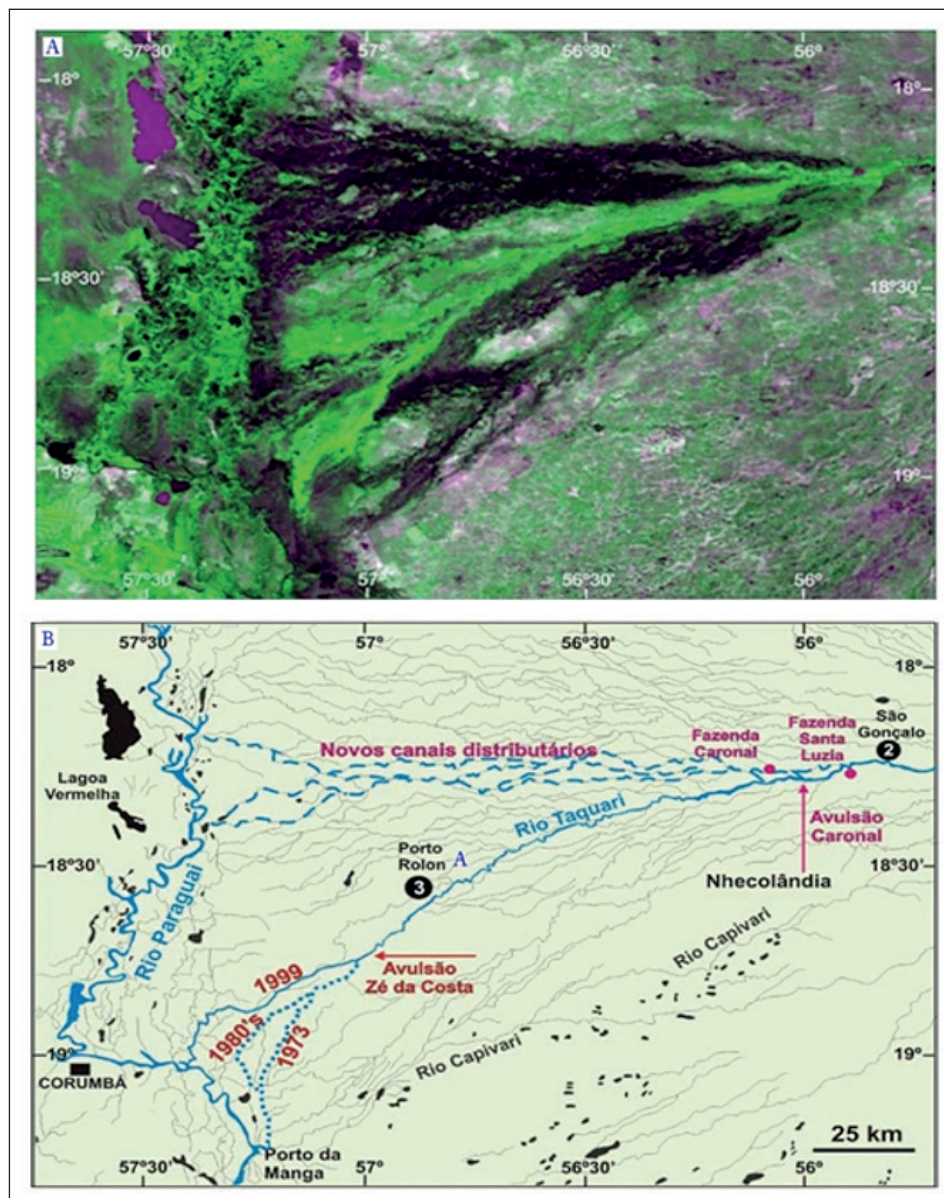 A
57°30'
57°
56°30'
56°
–18°
18°–
–18°30'
–18°30'
–19°
19°–
57°30'
57°
56°30'
56°
B
57°30'
57°
56°30'
56°
–18°
18°–
São
Gonçalo
2
Fazenda
Santa
Luzia
Fazenda
Caronal
Novos canais distributários
Lagoa
Vermelha
Rio Taquari
Avulsão
Caronal
18°30'
18°30'
Porto
Rolon
A
3
Nhecolândia
Rio Paraguai
Rio Capivari
1999
Avulsão
Zé da Costa
1980's
1973
–19°
19°–
Rio Capivari
CORUMBÁ
25 km
Porto da
Manga
57°30'
57°
56°30'
56°